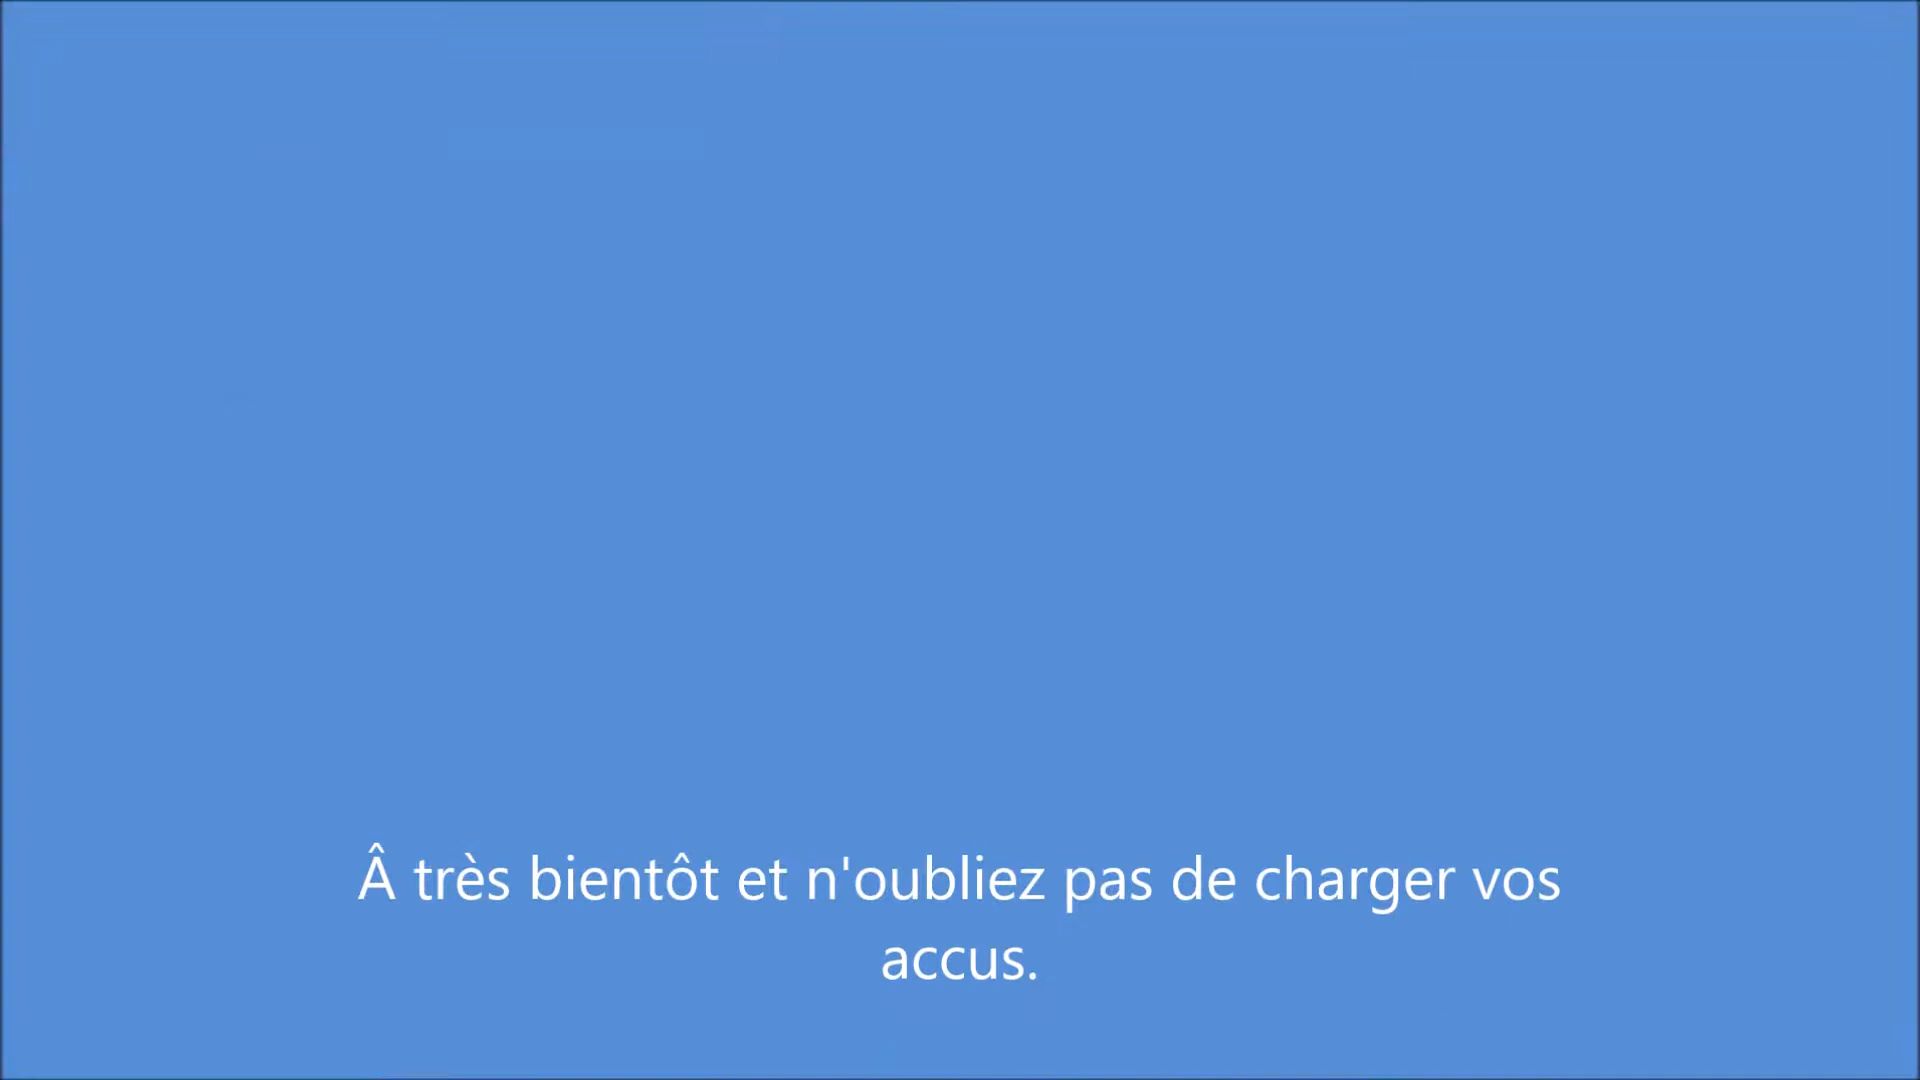 Â très bientôt et n'oubliez pas de charger vos
accus.